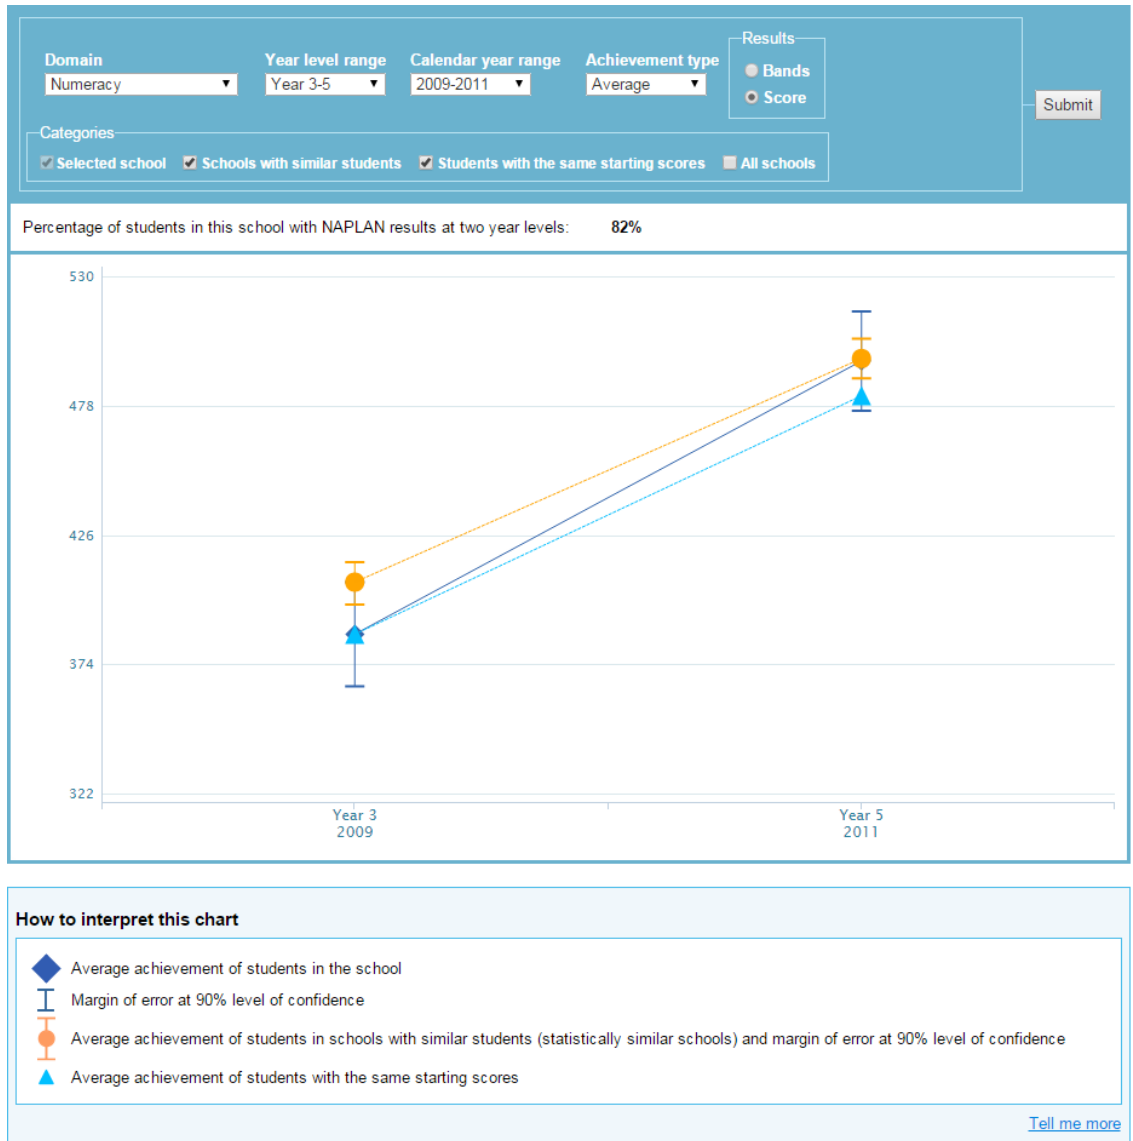 Results
Domain Year level range Calendar year range Achievement type
Bands
Numeracy Year 3-5 2009-2011 Average
Score
Submit
Categories
Selected school Schools with similar students Students with the same starting scores All schools
Percentage of students in this school with NAPLAN results at two year levels: 82%
530
478
426
374
322
Year 3 Year 5
2009 2011
How to interpret this chart
Average achievement of students in the school
Margin of error at 90% level of confidence
Average achievement of students in schools with similar students (statistically similar schools) and margin of error at 90% level of confidence
Average achievement of students with the same starting scores
Tell me more